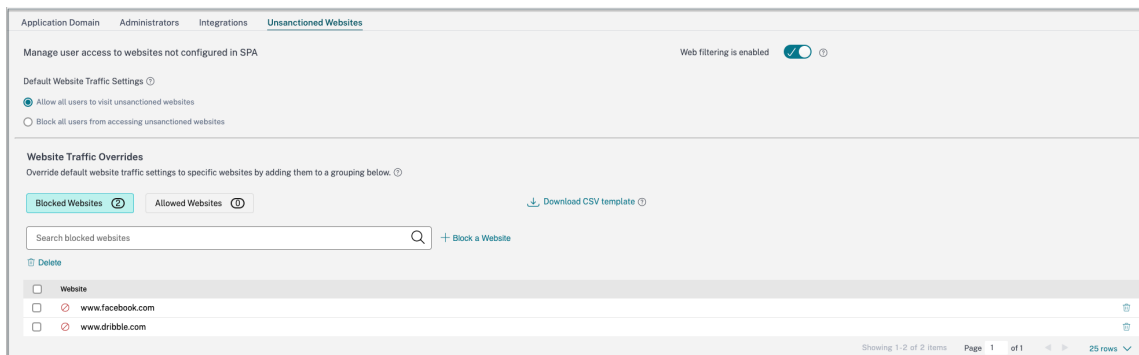 Application Domain Administrators Integrations Unsanctioned Websites
Manage user access to websites not configured in SPA Web filtering is enabled
Default Website Traffic Settings
Allow all users to visit unsanctioned websites
Block all users from accessing unsanctioned websites
Website Traffic Overrides
Override default website traffic settings to specific websites by adding them to a grouping below.
Blocked Websites 2 Allowed Websites 0 Download CSV template
Search blocked websites + Block a Website
Delete
Website
www.facebook.com
www.dribble.com
Showing 1-2 of 2 items Page 1 of 1 25 rows